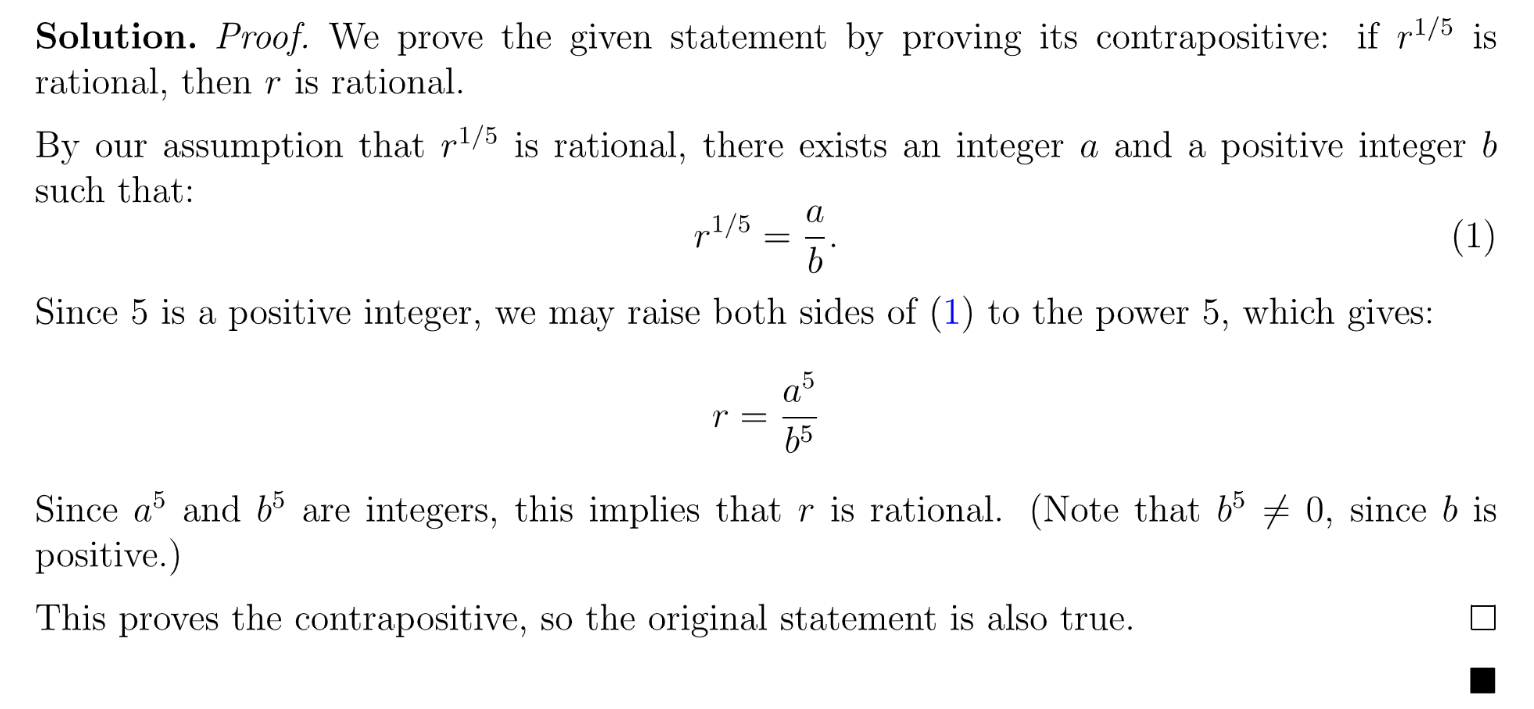 Solution. Proof. We prove the given statement by proving its contrapositive: if r^{1/5} is
rational, then r is rational.
By our assumption that r^{1/5} is rational, there exists an integer a and a positive integer b
such that:
r^{1/5} = \frac{a}{b}. (1)
Since 5 is a positive integer, we may raise both sides of (1) to the power 5, which gives:
r = \frac{a^5}{b^5}
Since a^5 and b^5 are integers, this implies that r is rational. (Note that b^5 ≠ 0, since b is
positive.)
This proves the contrapositive, so the original statement is also true. □
■